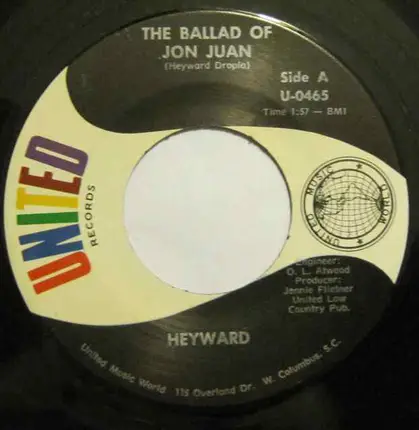 THE BALLAD OF
JON JUAN
(Heyward Dropla)
Side A
U-0465
Time 1:57 — BMI
UNITED
RECORDS
UNITED MUSIC WORLD
Engineer:
O. L. Atwood
Producer:
Jennie Flietner
United Low
Country Pub.
HEYWARD
United Music World. 115 Overland Dr. W. Columbus, S.C.